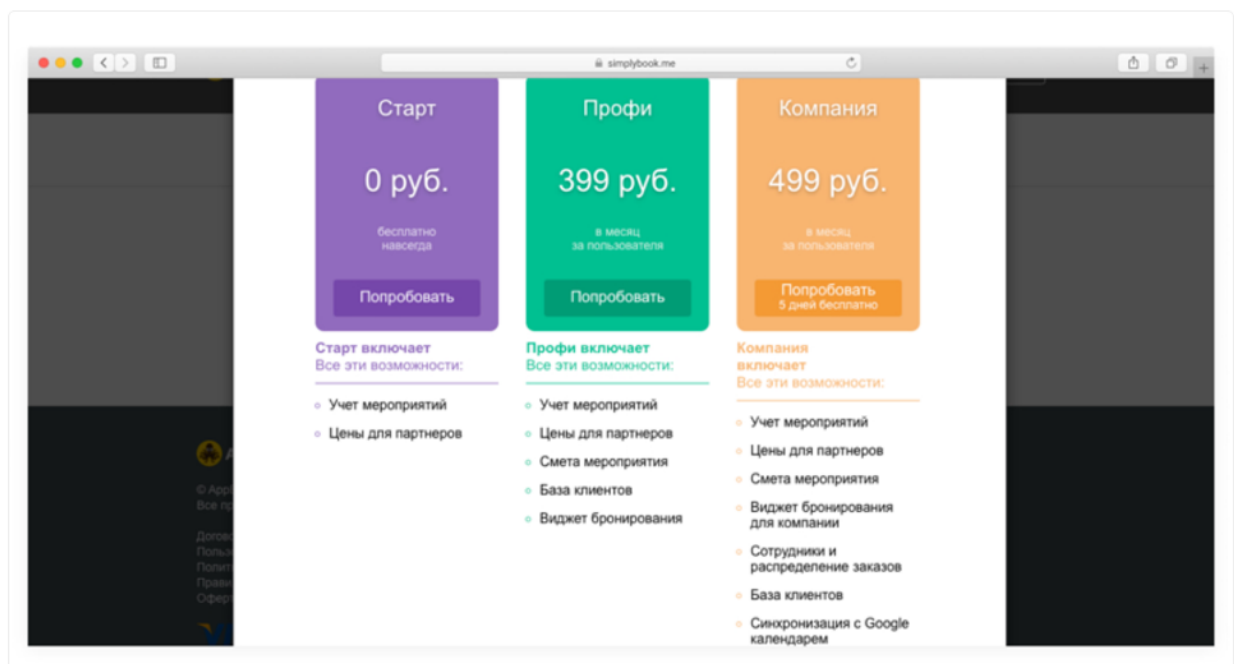 simplybook.me
Старт
0 руб.
бесплатно
навсегда
Попробовать
Старт включает
Все эти возможности:
Учет мероприятий
Цены для партнеров
Профи
399 руб.
в месяц
за пользователя
Попробовать
Профи включает
Все эти возможности:
Учет мероприятий
Цены для партнеров
Смета мероприятия
База клиентов
Виджет бронирования
Компания
499 руб.
в месяц
за пользователя
Попробовать
5 дней бесплатно
Компания
включает
Все эти возможности:
Учет мероприятий
Цены для партнеров
Смета мероприятия
Виджет бронирования
для компании
Сотрудники и
распределение заказов
База клиентов
Синхронизация с Google
календарем